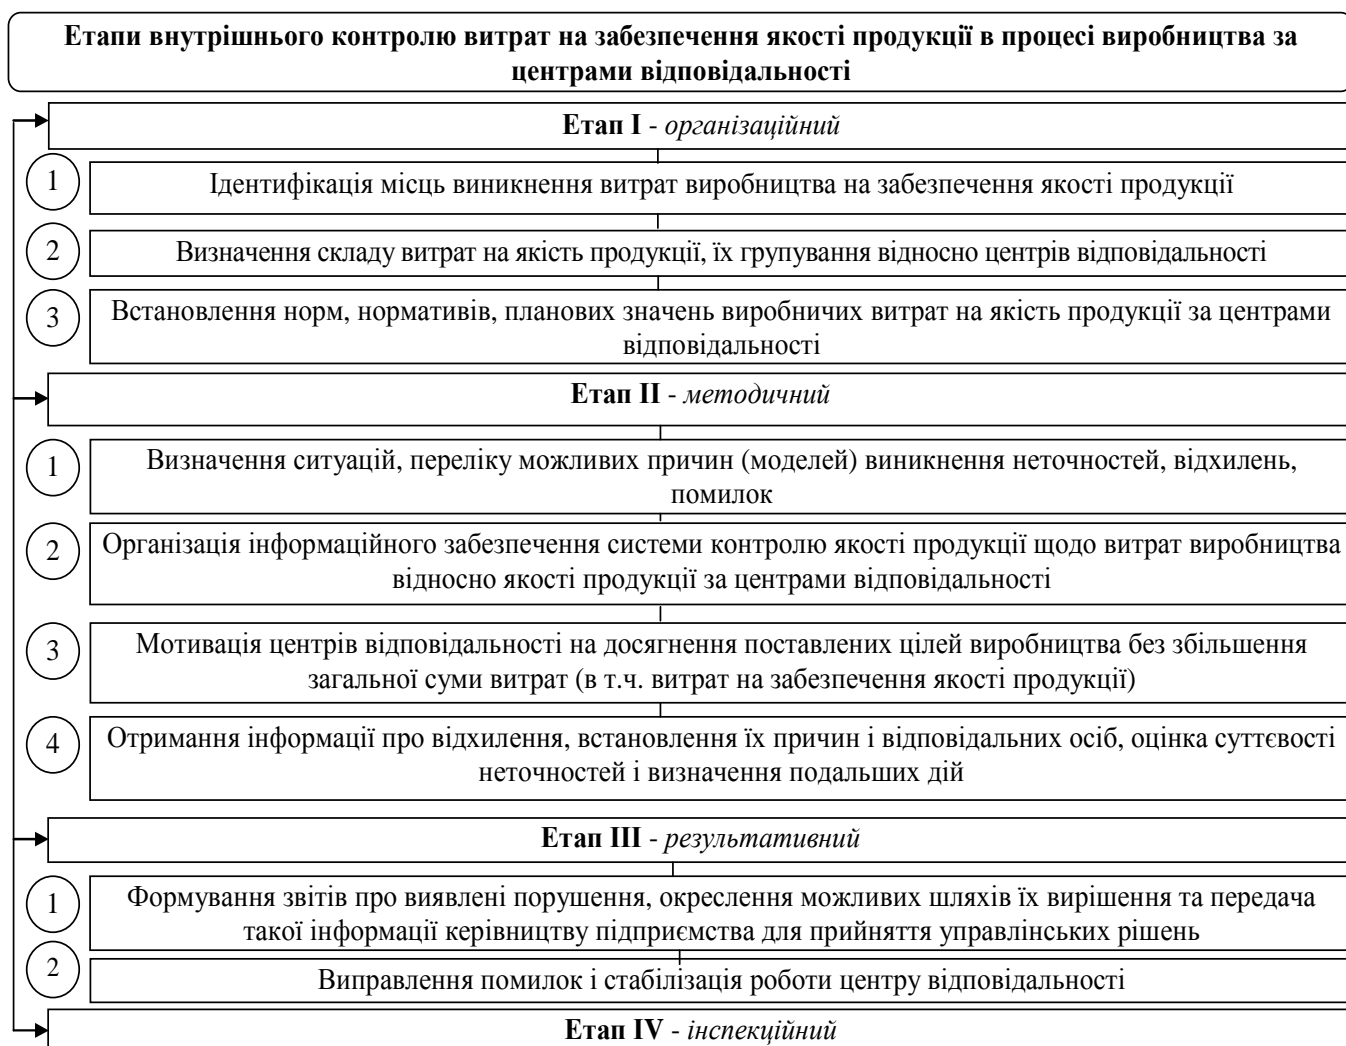 Етапи внутрішнього контролю витрат на забезпечення якості продукції в процесі виробництва за
центрами відповідальності
Етап І - організаційний
1
Ідентифікація місць виникнення витрат виробництва на забезпечення якості продукції
2
Визначення складу витрат на якість продукції, їх групування відносно центрів відповідальності
3
Встановлення норм, нормативів, планових значень виробничих витрат на якість продукції за центрами
відповідальності
Етап ІІ - методичний
1
Визначення ситуацій, переліку можливих причин (моделей) виникнення неточностей, відхилень,
помилок
2
Організація інформаційного забезпечення системи контролю якості продукції щодо витрат виробництва
відносно якості продукції за центрами відповідальності
3
Мотивація центрів відповідальності на досягнення поставлених цілей виробництва без збільшення
загальної суми витрат (в т.ч. витрат на забезпечення якості продукції)
4
Отримання інформації про відхилення, встановлення їх причин і відповідальних осіб, оцінка суттєвості
неточностей і визначення подальших дій
Етап ІІІ - результативний
1
Формування звітів про виявлені порушення, окреслення можливих шляхів їх вирішення та передача
такої інформації керівництву підприємства для прийняття управлінських рішень
2
Виправлення помилок і стабілізація роботи центру відповідальності
Етап IV - інспекційний